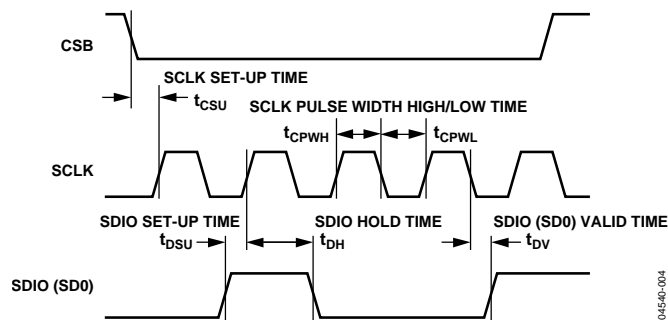 CSB
SCLK SET-UP TIME
tCSU
SCLK PULSE WIDTH HIGH/LOW TIME
tCPWH
tCPWL
SCLK
SDIO SET-UP TIME
SDIO HOLD TIME
SDIO (SD0) VALID TIME
tDSU
tDH
tDV
SDIO (SD0)
04540-004